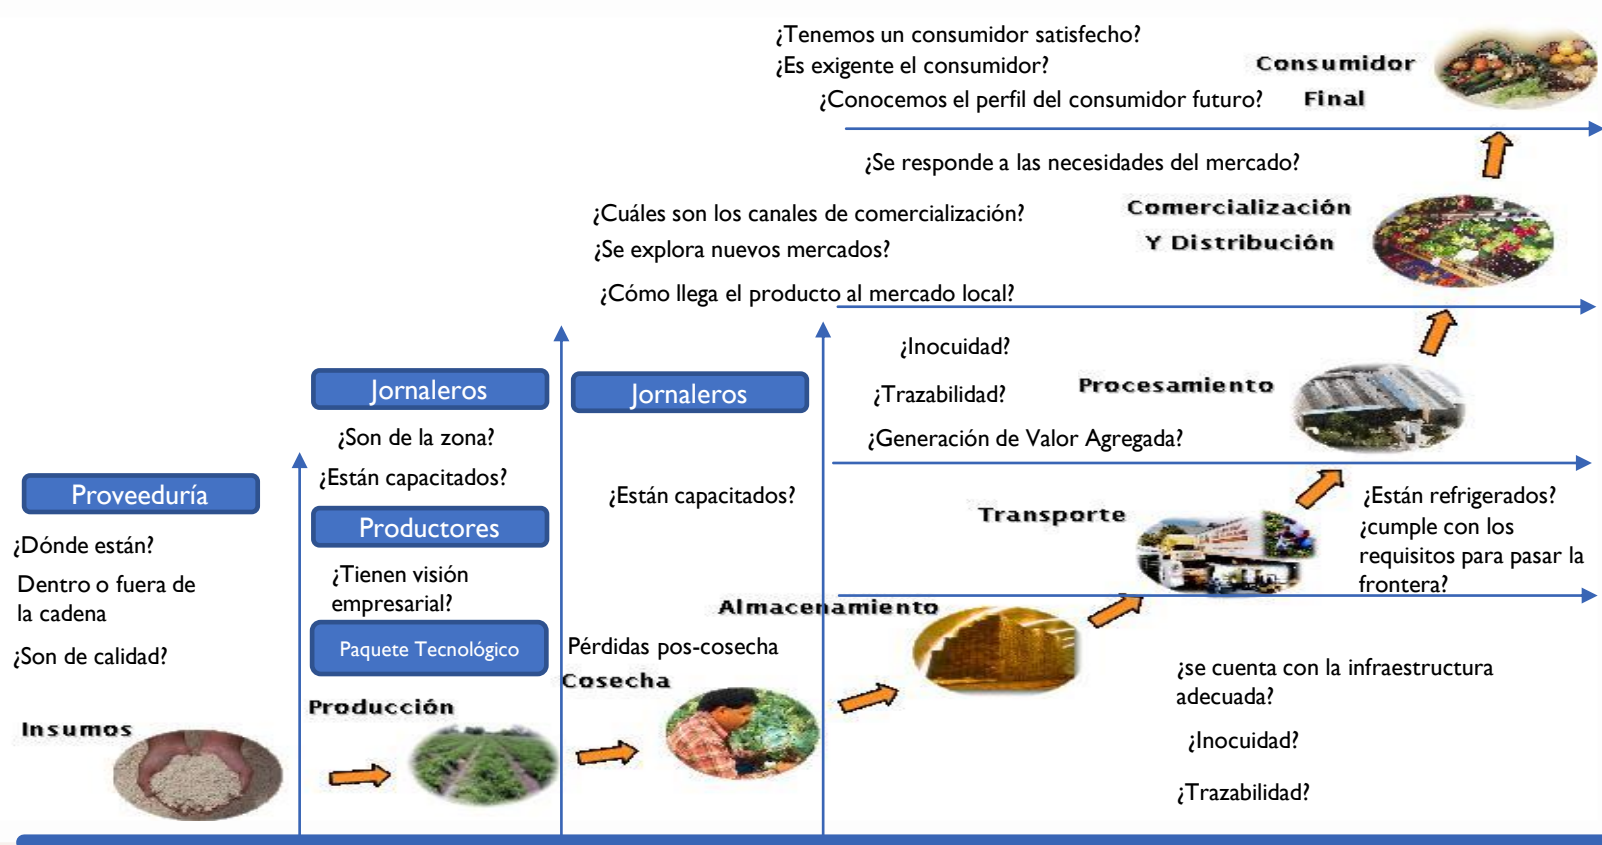 ¿Tenemos un consumidor satisfecho?
¿Es exigente el consumidor?
¿Conocemos el perfil del consumidor futuro?
Consumidor
Final
¿Se responde a las necesidades del mercado?
¿Cuáles son los canales de comercialización?
¿Se explora nuevos mercados?
¿Cómo llega el producto al mercado local?
Comercialización
Y Distribución
¿Inocuidad?
¿Trazabilidad?
¿Generación de Valor Agregada?
Procesamiento
Jornaleros
¿Son de la zona?
¿Están capacitados?
Productores
¿Tienen visión
empresarial?
Paquete Tecnológico
Producción
Jornaleros
¿Están capacitados?
Pérdidas pos-cosecha
Cosecha
Proveeduría
¿Dónde están?
Dentro o fuera de
la cadena
¿Son de calidad?
Insumos
Transporte
¿Están refrigerados?
¿cumple con los
requisitos para pasar la
frontera?
Almacenamiento
¿se cuenta con la infraestructura
adecuada?
¿Inocuidad?
¿Trazabilidad?